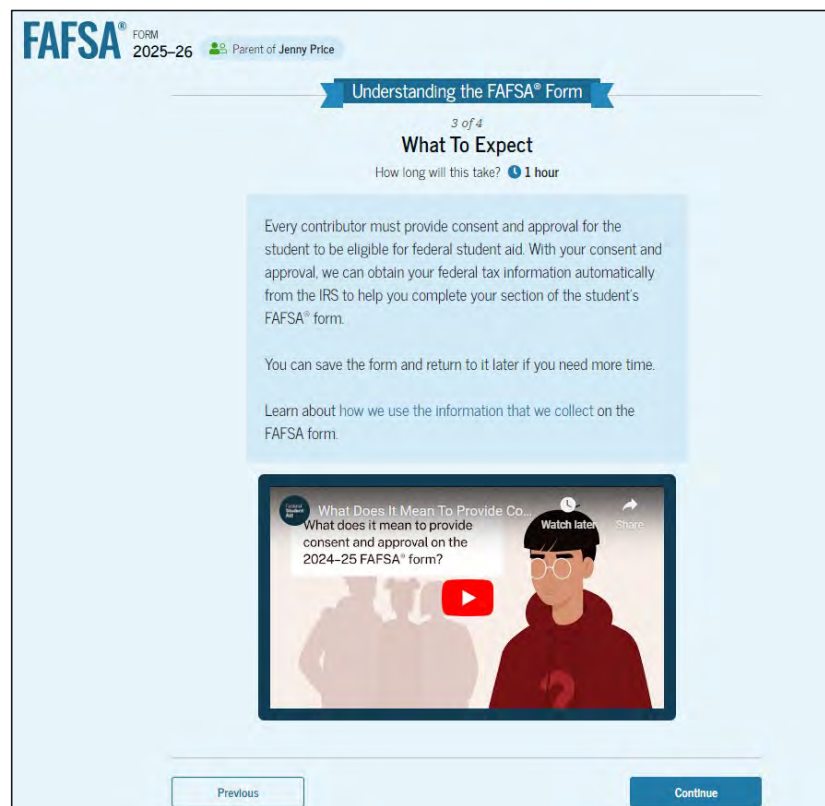 FAFSA® FORM
2025–26
Parent of Jenny Price
Understanding the FAFSA® Form
3 of 4
What To Expect
How long will this take? 1 hour
Every contributor must provide consent and approval for the
student to be eligible for federal student aid. With your consent and
approval, we can obtain your federal tax information automatically
from the IRS to help you complete your section of the student's
FAFSA® form.
You can save the form and return to it later if you need more time.
Learn about how we use the information that we collect on the
FAFSA form.
Federal Student Aid
What Does It Mean To Provide Co...
Watch later
Share
What does it mean to provide
consent and approval on the
2024–25 FAFSA® form?
?
Previous
Continue